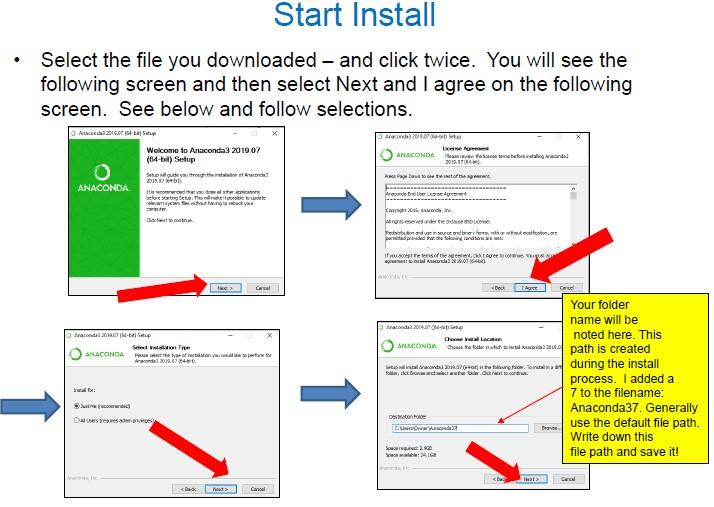 Start Install
• Select the file you downloaded – and click twice. You will see the
following screen and then select Next and I agree on the following
screen. See below and follow selections.
Anaconda3 2019.07 (64-bit) Setup
Welcome to Anaconda3 2019.07
(64-bit) Setup
Setup will guide you through the installation of Anaconda3
2019.07 (64-bit).
It is recommended that you close all other applications
before starting Setup. This will make it possible to update
relevant system files without having to reboot your
computer.
Click Next to continue.
ANACONDA
Next >
Cancel
Anaconda3 2019.07 (64-bit) Setup
License Agreement
Please review the license terms before installing Anaconda3
2019.07 (64-bit).
ANACONDA
Press Page Down to see the rest of the agreement.
===================================
Anaconda End User License Agreement
===================================
Copyright 2015, Anaconda, Inc.
All rights reserved under the 3-clause BSD License:
Redistribution and use in source and binary forms, with or without modification, are
permitted provided that the following conditions are met:
If you accept the terms of the agreement, click I Agree to continue. You must
agreement to install Anaconda3 2019.07 (64-bit).
Anaconda, Inc.
< Back
I Agree
Cancel
Anaconda3 2019.07 (64-bit) Setup
Select Installation Type
Please select the type of installation you would like to perform for
Anaconda3 2019.07 (64-bit).
ANACONDA
Install for:
Just Me (recommended)
All Users (requires admin privileges)
Anaconda, Inc.
< Back
Next >
Cancel
Anaconda3 2019.07 (64-bit) Setup
Choose Install Location
Choose the folder in which to install Anaconda3 2019.07
ANACONDA
Setup will install Anaconda3 2019.07 (64-bit) in the following folder. To install in a
folder, click Browse and select another folder. Click Next to continue.
Destination Folder
C:\Users\Owner\Anaconda37
Browse...
Space required: 2.9GB
Space available: 24.1GB
Anaconda, Inc.
Next >
Cancel
Your folder
name will be
noted here. This
path is created
during the install
process. I added a
7 to the filename:
Anaconda37. Generally
use the default file path.
Write down this
file path and save it!